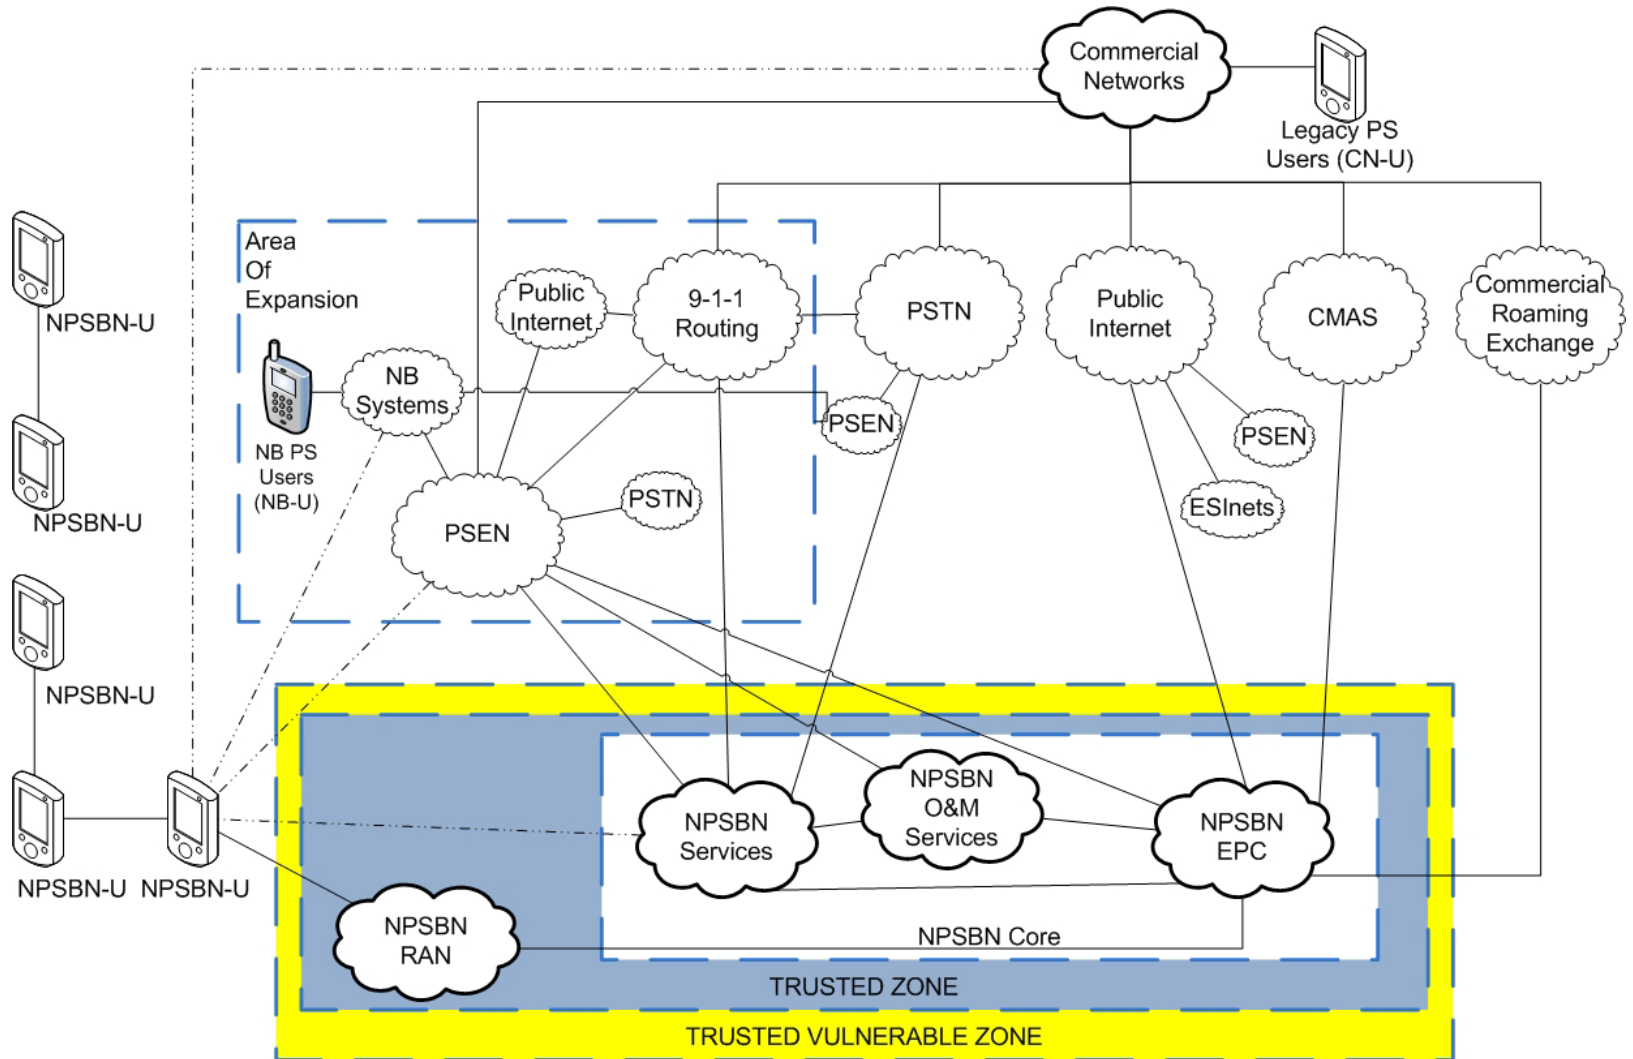 Commercial
Networks
Legacy PS
Users (CN-U)
NPSBN-U
NPSBN-U
NPSBN-U
NPSBN-U
NPSBN-U
Area
Of
Expansion
Public
Internet
9-1-1
Routing
NB
Systems
NB PS
Users
(NB-U)
PSEN
PSTN
PSTN
PSEN
Public
Internet
PSEN
ESInets
CMAS
Commercial
Roaming
Exchange
NPSBN
Services
NPSBN
O&M
Services
NPSBN
EPC
NPSBN
RAN
NPSBN Core
TRUSTED ZONE
TRUSTED VULNERABLE ZONE